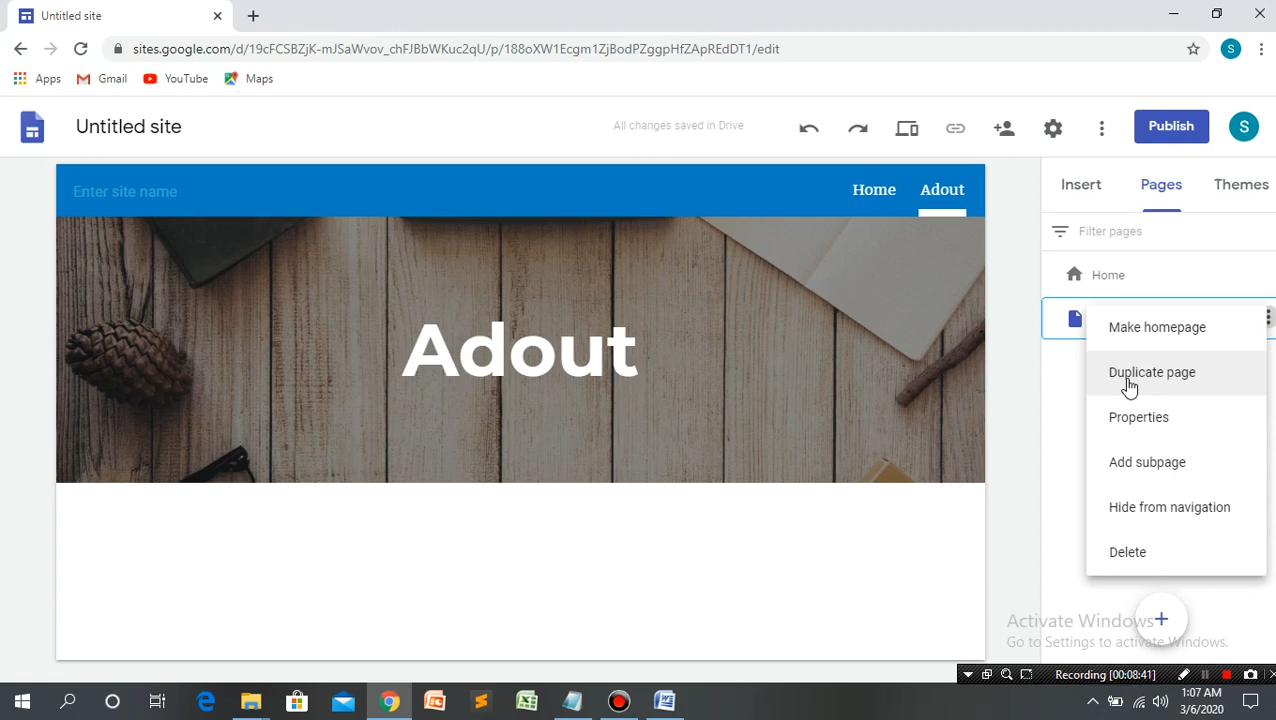 Untitled site
sites.google.com/d/19cFCSBZjK-mJSaWvov_chFJBbWKuc2qU/p/188oXW1Ecgm1ZjBodPZggpHfZApREdDT1/edit
S
Apps
Gmail
YouTube
Maps
Untitled site
All changes saved in Drive
Publish
S
Enter site name
Home
Adout
Insert
Pages
Themes
Filter pages
Home
Adout
Make homepage
Duplicate page
Properties
Add subpage
Hide from navigation
Delete
Activate Windows
Go to Settings to activate Windows.
Recording [00:08:41]
1:07 AM
3/6/2020